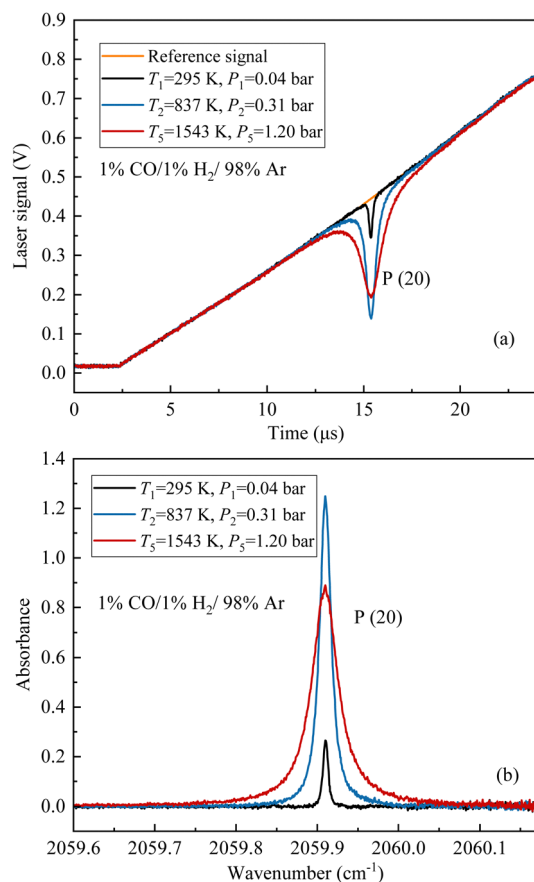 (a)
0.8
0.7
0.6
0.5
0.4
0.3
0.2
0.1
0.0
Laser signal (V)
Reference signal
T₁=295 K, P₁=0.04 bar
T₂=837 K, P₂=0.31 bar
T₅=1543 K, P₅=1.20 bar
1% CO/1% H₂/ 98% Ar
P (20)
0 5 10 15 20
Time (μs)
(b)
1.4
1.2
1.0
0.8
0.6
0.4
0.2
0.0
Absorbance
T₁=295 K, P₁=0.04 bar
T₂=837 K, P₂=0.31 bar
T₅=1543 K, P₅=1.20 bar
1% CO/1% H₂/ 98% Ar
P (20)
2059.6 2059.7 2059.8 2059.9 2060.0 2060.1
Wavenumber (cm⁻¹)